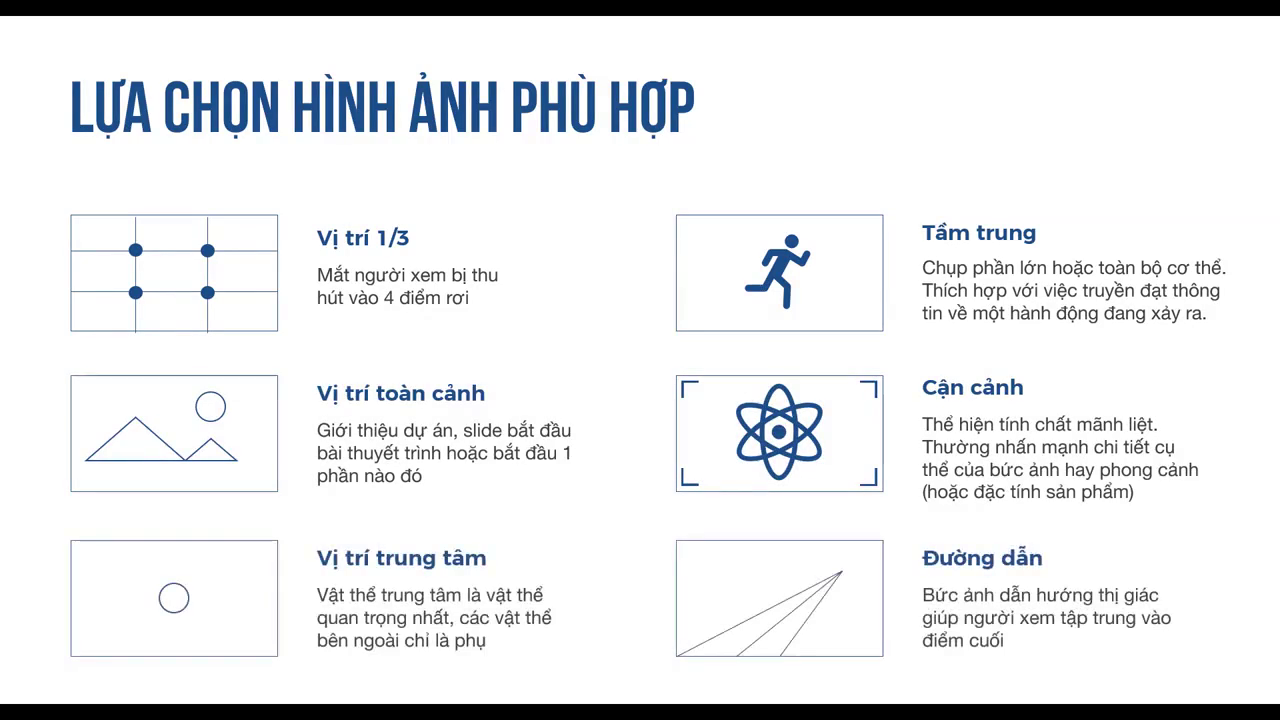 LỰA CHỌN HÌNH ẢNH PHÙ HỢP
Vị trí 1/3
Mắt người xem bị thu
hút vào 4 điểm rơi
Vị trí toàn cảnh
Giới thiệu dự án, slide bắt đầu
bài thuyết trình hoặc bắt đầu 1
phần nào đó
Vị trí trung tâm
Vật thể trung tâm là vật thể
quan trọng nhất, các vật thể
bên ngoài chỉ là phụ
Tầm trung
Chụp phần lớn hoặc toàn bộ cơ thể.
Thích hợp với việc truyền đạt thông
tin về một hành động đang xảy ra.
Cận cảnh
Thể hiện tính chất mãnh liệt.
Thường nhấn mạnh chi tiết cụ
thể của bức ảnh hay phong cảnh
(hoặc đặc tính sản phẩm)
Đường dẫn
Bức ảnh dẫn hướng thị giác
giúp người xem tập trung vào
điểm cuối